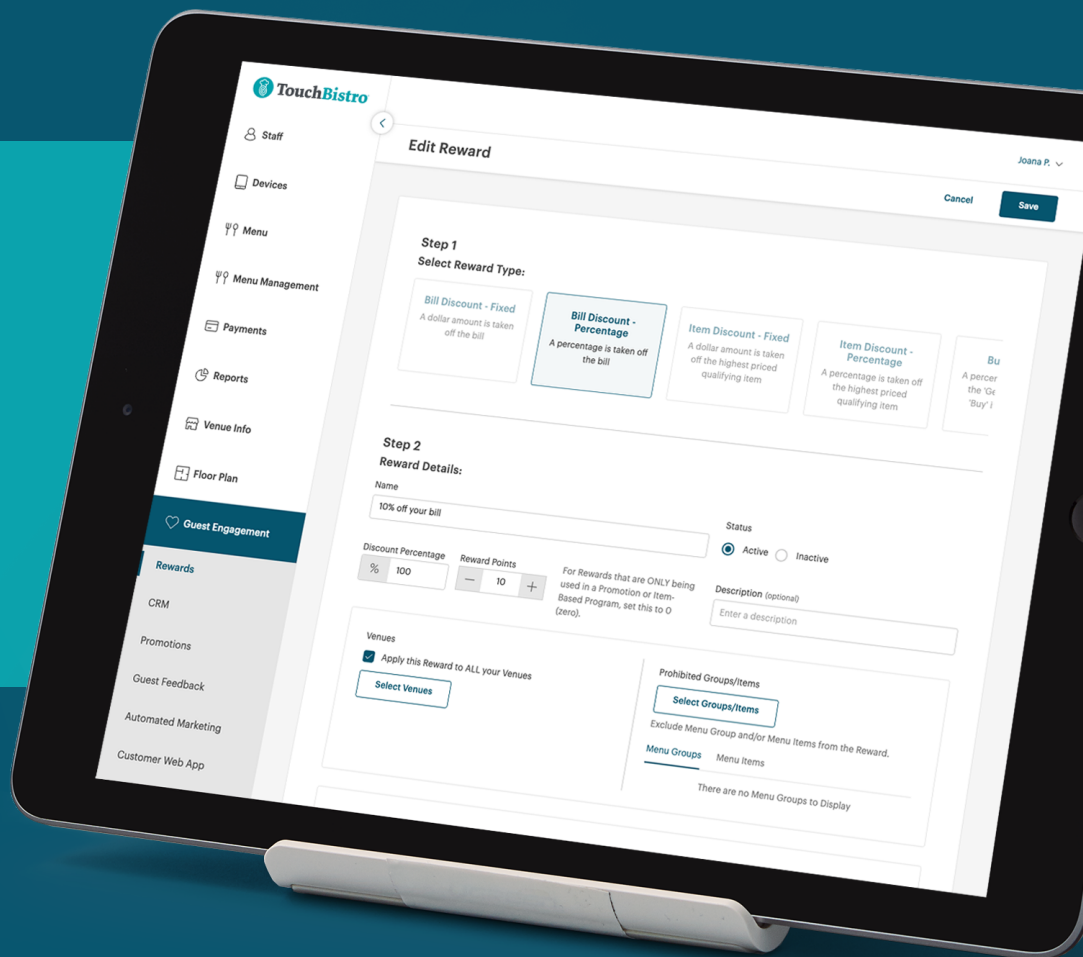 TouchBistro
Staff
Devices
Menu
Menu Management
Payments
Reports
Venue Info
Floor Plan
Guest Engagement
Rewards
CRM
Promotions
Guest Feedback
Automated Marketing
Customer Web App
Joana P.
Edit Reward
Cancel
Save
Step 1
Select Reward Type:
Bill Discount - Fixed
A dollar amount is taken
off the bill
Bill Discount -
Percentage
A percentage is taken off
the bill
Item Discount - Fixed
A dollar amount is taken
off the highest priced
qualifying item
Item Discount -
Percentage
A percentage is taken off
the highest priced
qualifying item
Bu
A percer
the 'Ge
'Buy' i
Step 2
Reward Details:
Name
10% off your bill
Status
Active
Inactive
Discount Percentage
% 100
Reward Points
— 10 +
For Rewards that are ONLY being
used in a Promotion or Item-
Based Program, set this to 0
(zero).
Description (optional)
Enter a description
Venues
Apply this Reward to ALL your Venues
Select Venues
Prohibited Groups/Items
Select Groups/Items
Exclude Menu Group and/or Menu Items from the Reward.
Menu Groups
Menu Items
There are no Menu Groups to Display